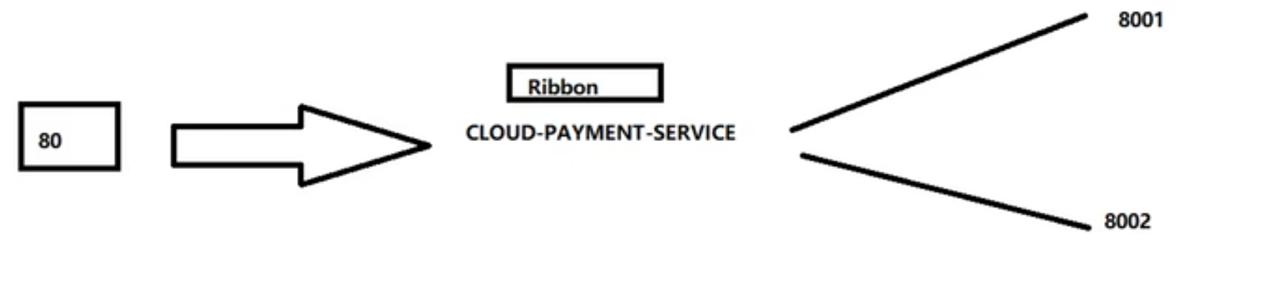 80
Ribbon
CLOUD-PAYMENT-SERVICE
8001
8002